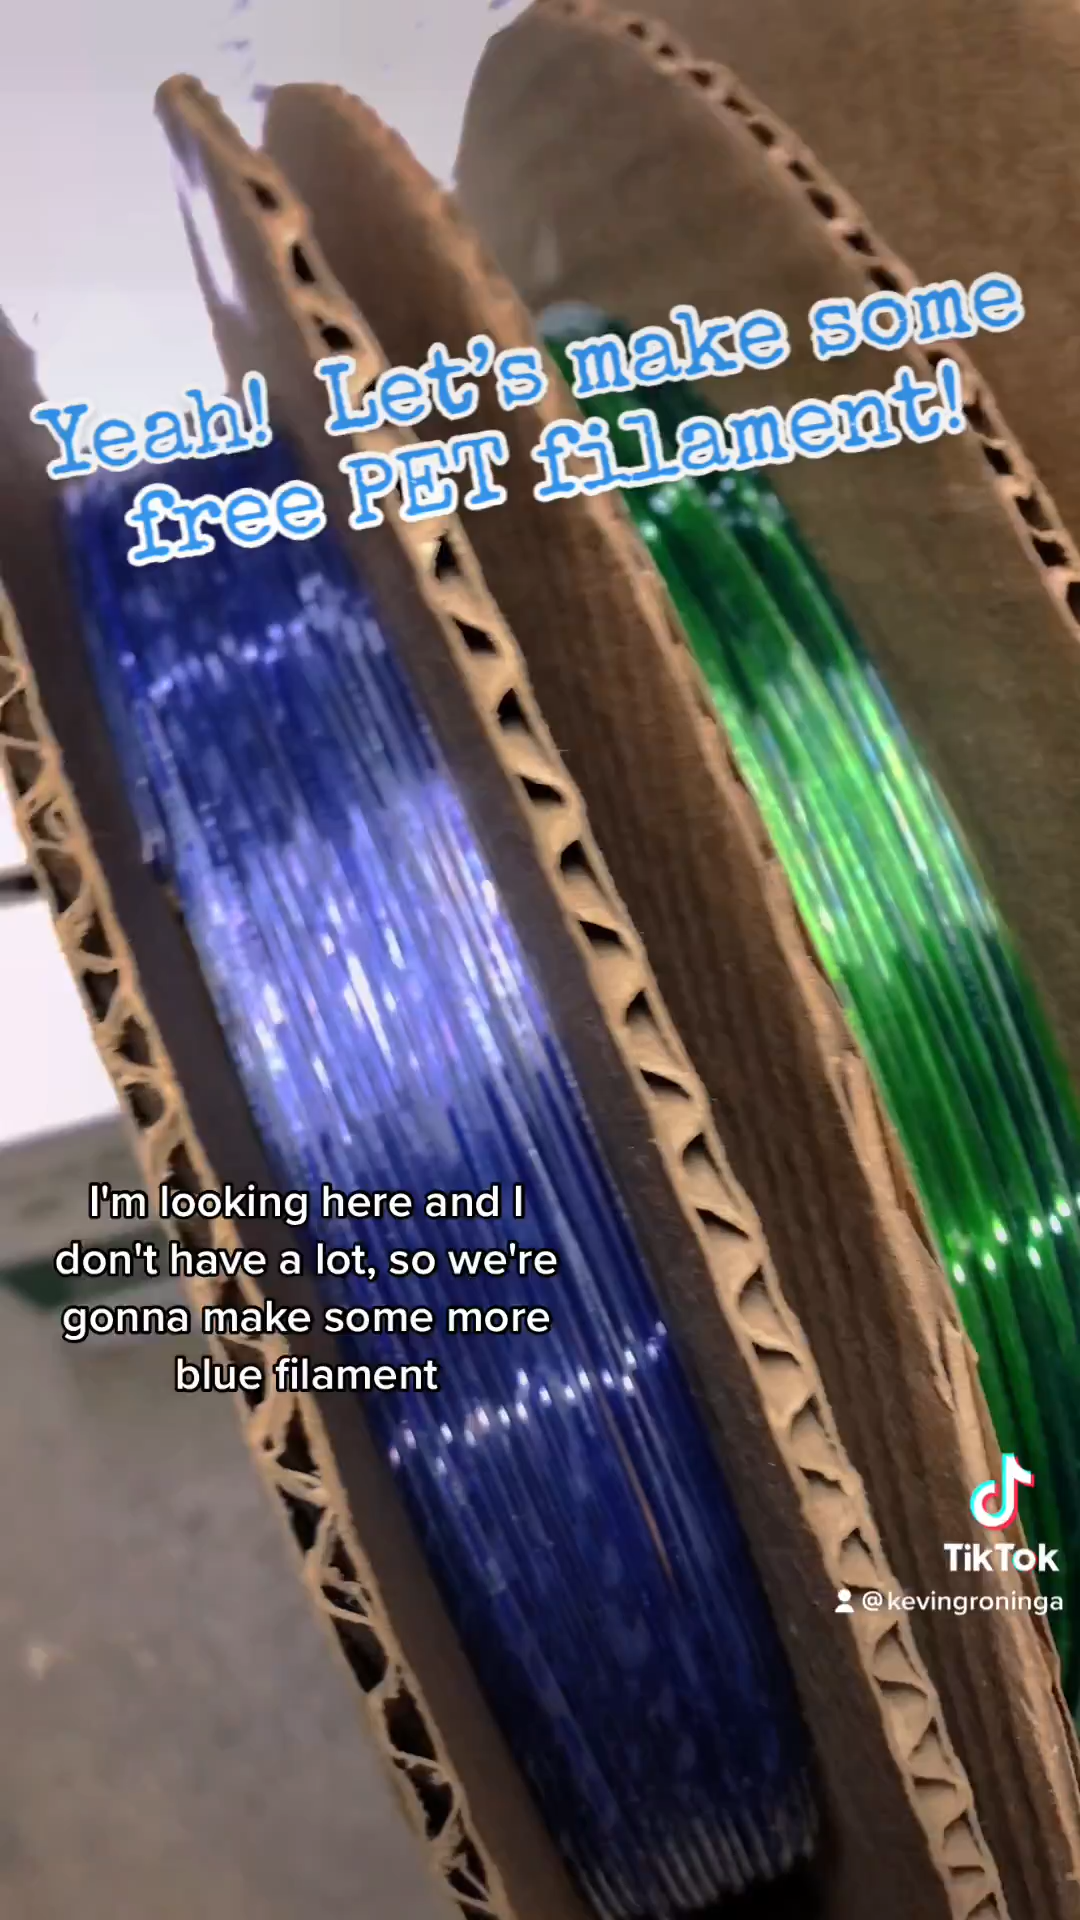 Yeah! Let's make some
free PET filament!
I'm looking here and I
don't have a lot, so we're
gonna make some more
blue filament
TikTok
@kevingroninga